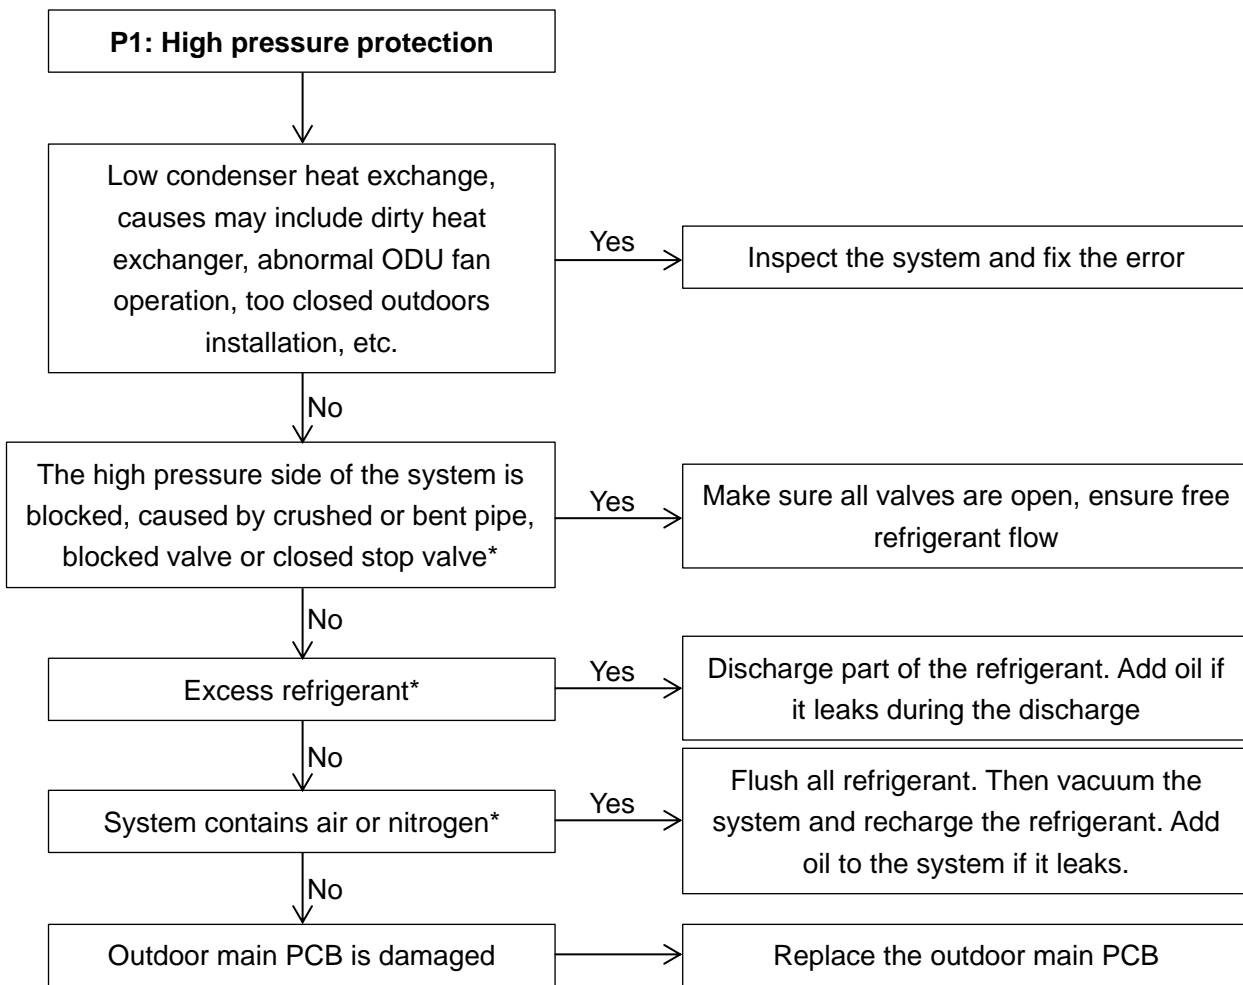 P1: High pressure protection
Low condenser heat exchange,
causes may include dirty heat
exchanger, abnormal ODU fan
operation, too closed outdoors
installation, etc.
Yes
Inspect the system and fix the error
No
The high pressure side of the system is
blocked, caused by crushed or bent pipe,
blocked valve or closed stop valve*
Yes
Make sure all valves are open, ensure free
refrigerant flow
No
Excess refrigerant*
Yes
Discharge part of the refrigerant. Add oil if
it leaks during the discharge
No
System contains air or nitrogen*
Yes
Flush all refrigerant. Then vacuum the
system and recharge the refrigerant. Add
oil to the system if it leaks.
No
Outdoor main PCB is damaged
Replace the outdoor main PCB